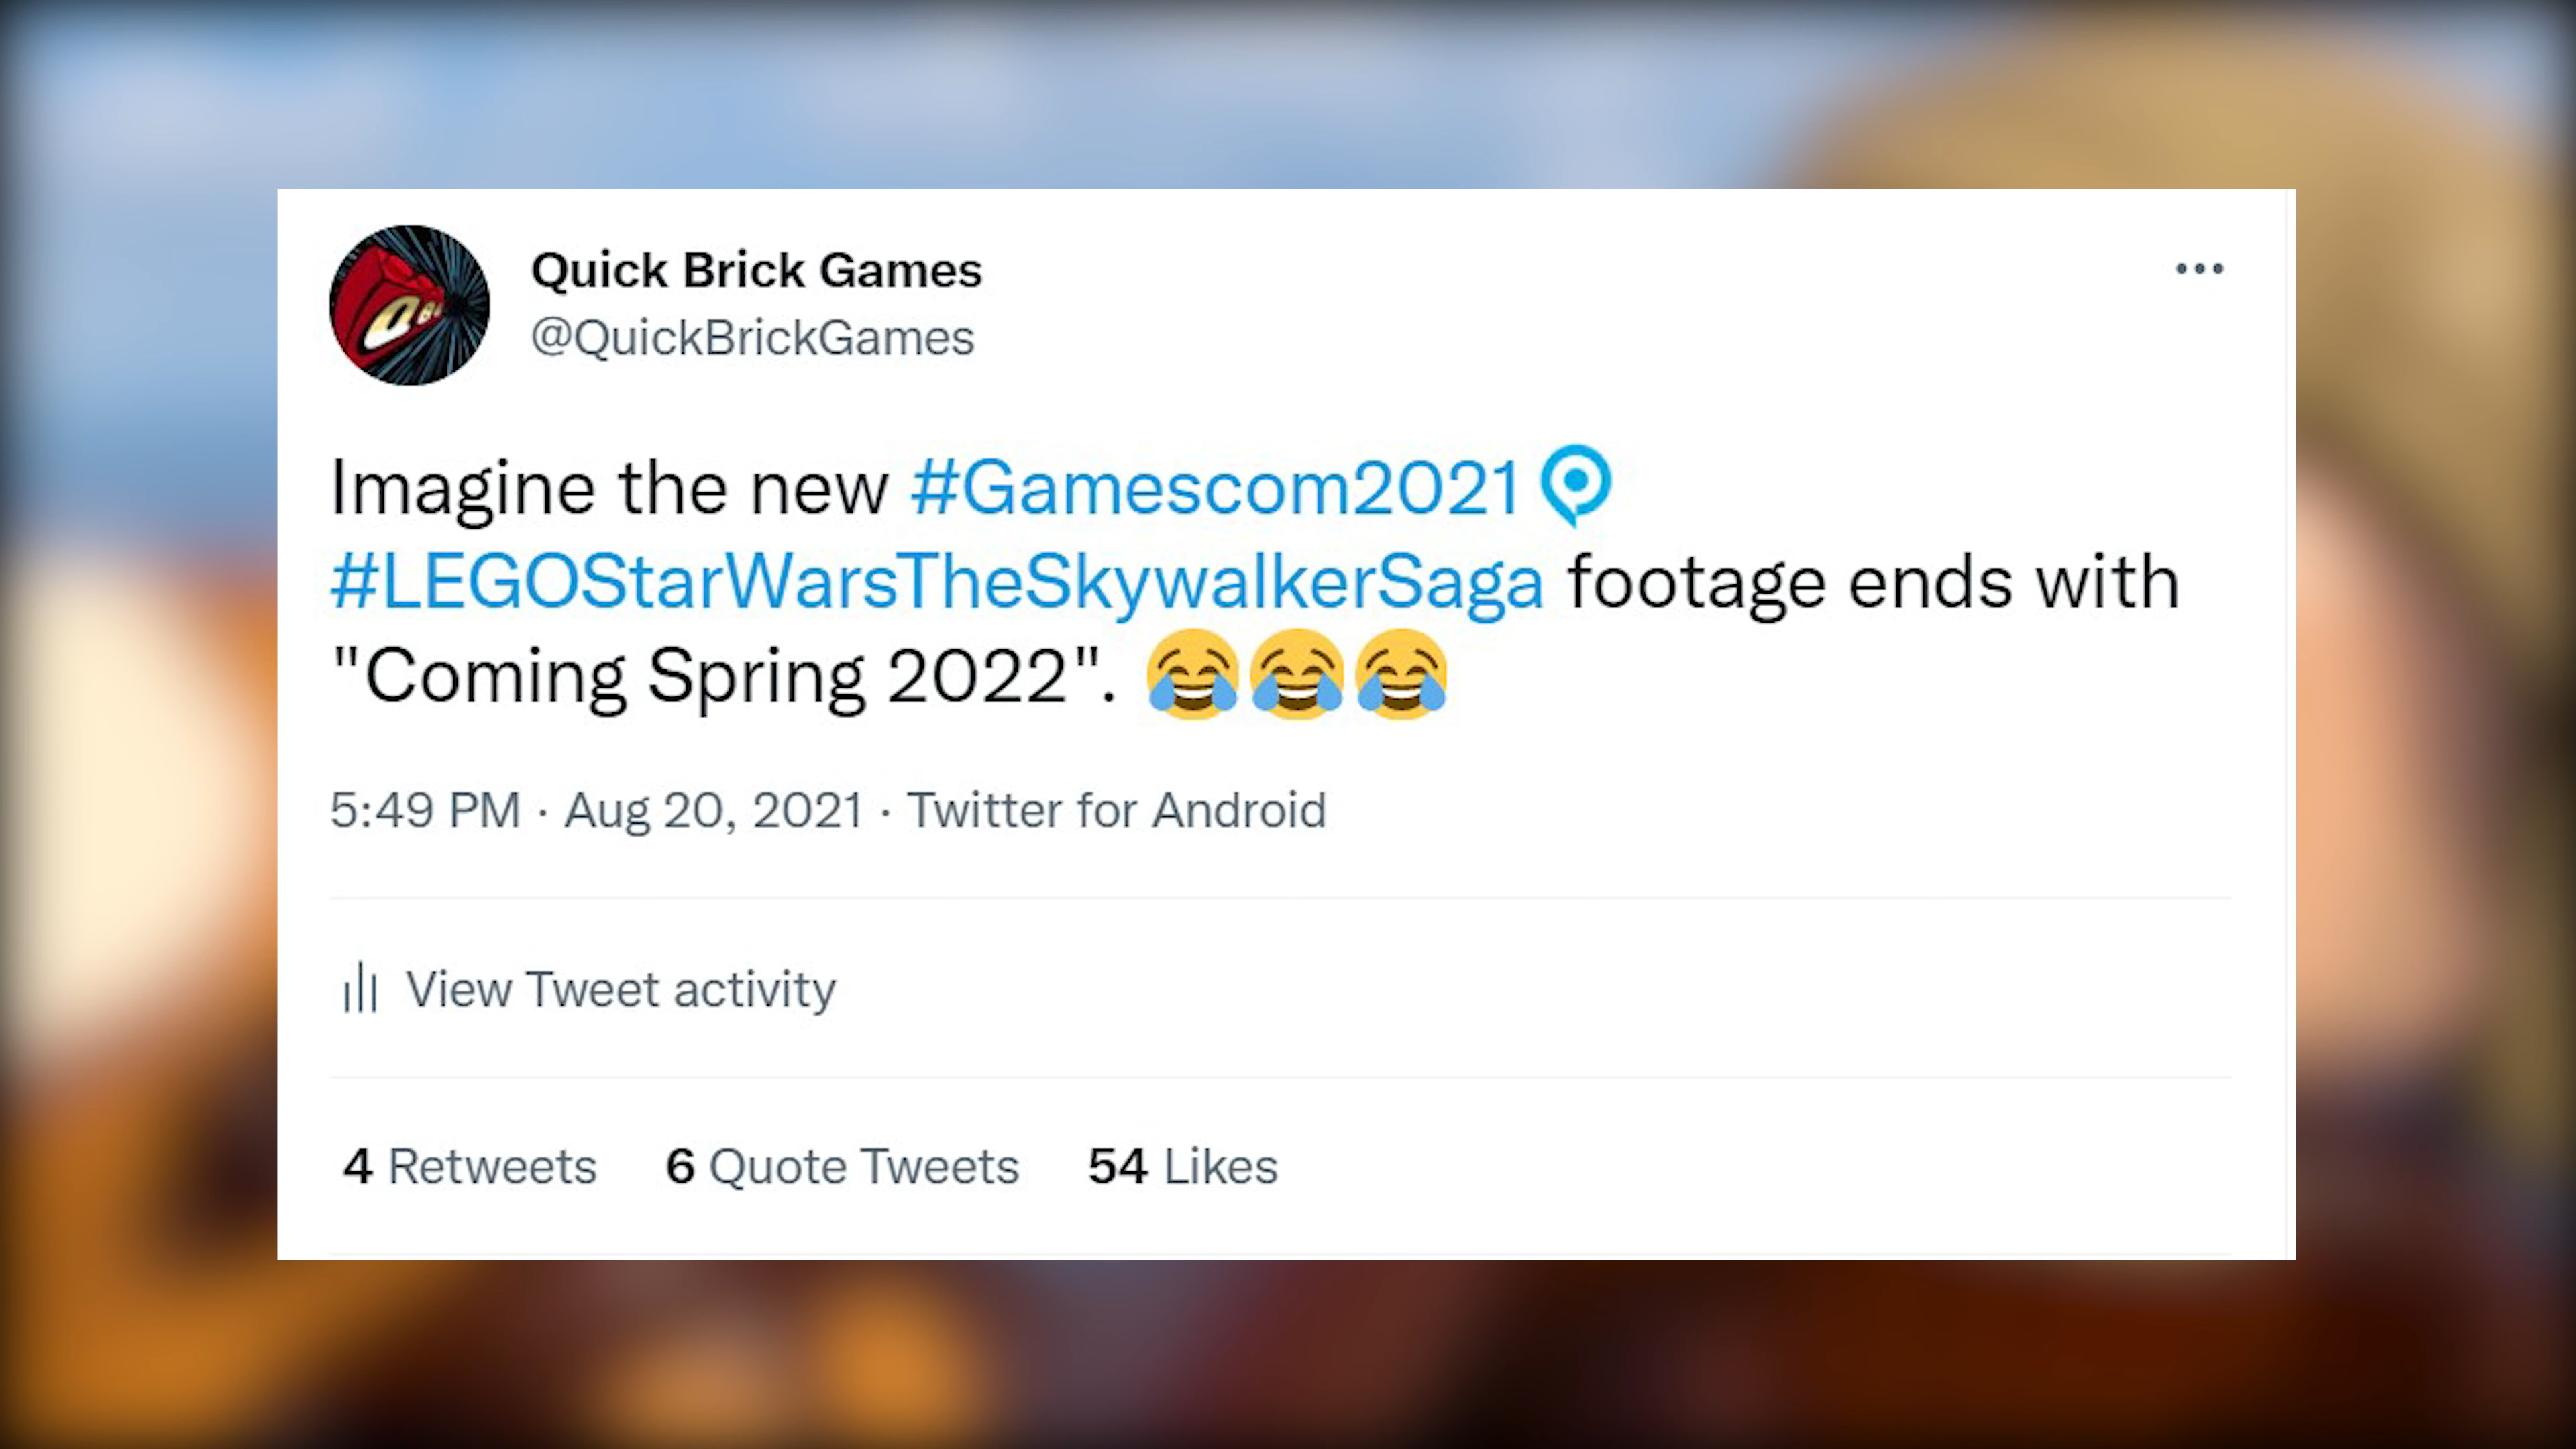 Quick Brick Games
@QuickBrickGames
Imagine the new #Gamescom2021
#LEGOStarWarsTheSkywalkerSaga footage ends with
"Coming Spring 2022". 😂😂😂
5:49 PM · Aug 20, 2021 · Twitter for Android
View Tweet activity
4 Retweets 6 Quote Tweets 54 Likes